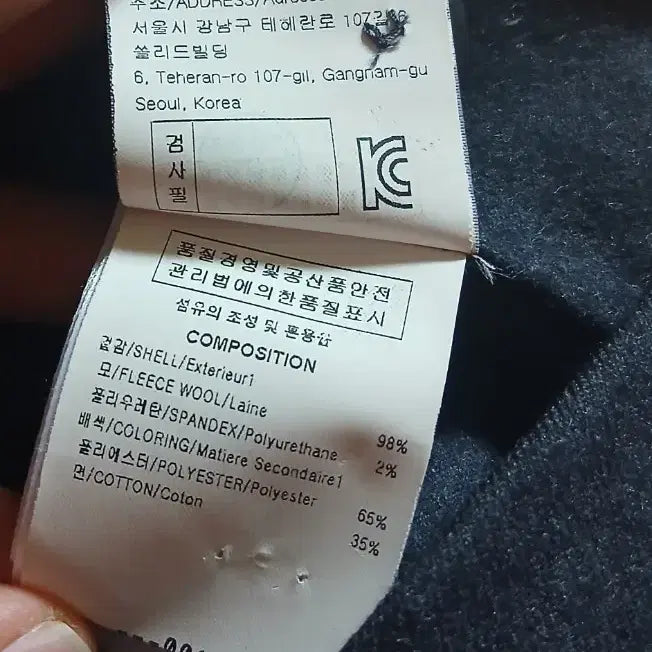 주소/ADDRESS/Adresse
서울시 강남구 테헤란로 107길 6
쏠리드빌딩
6, Teheran-ro 107-gil, Gangnam-gu
Seoul, Korea
검사필
품질경영및공산품안전
관리법에의한품질표시
섬유의 조성 및 혼용율
COMPOSITION
겉감/SHELL/Exterieur1
모/FLEECE WOOL/Laine 98%
폴리우레탄/SPANDEX/Polyurethane 2%
배색/COLORING/Matiere Secondaire1
폴리에스터/POLYESTER/Polyester 65%
면/COTTON/Coton 35%